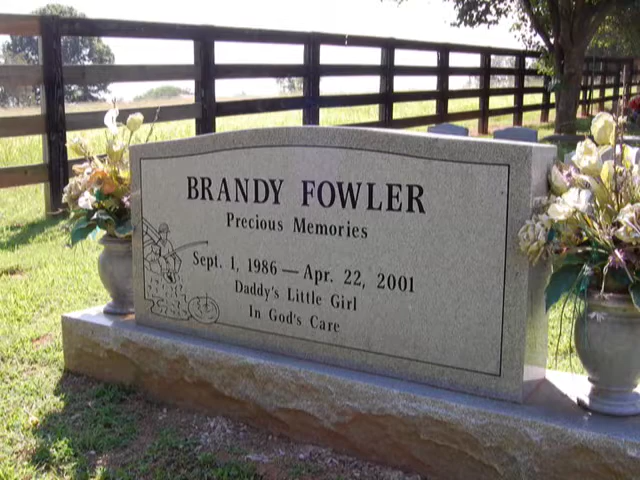 BRANDY FOWLER
Precious Memories
Sept. 1, 1986 — Apr. 22, 2001
Daddy's Little Girl
In God's Care